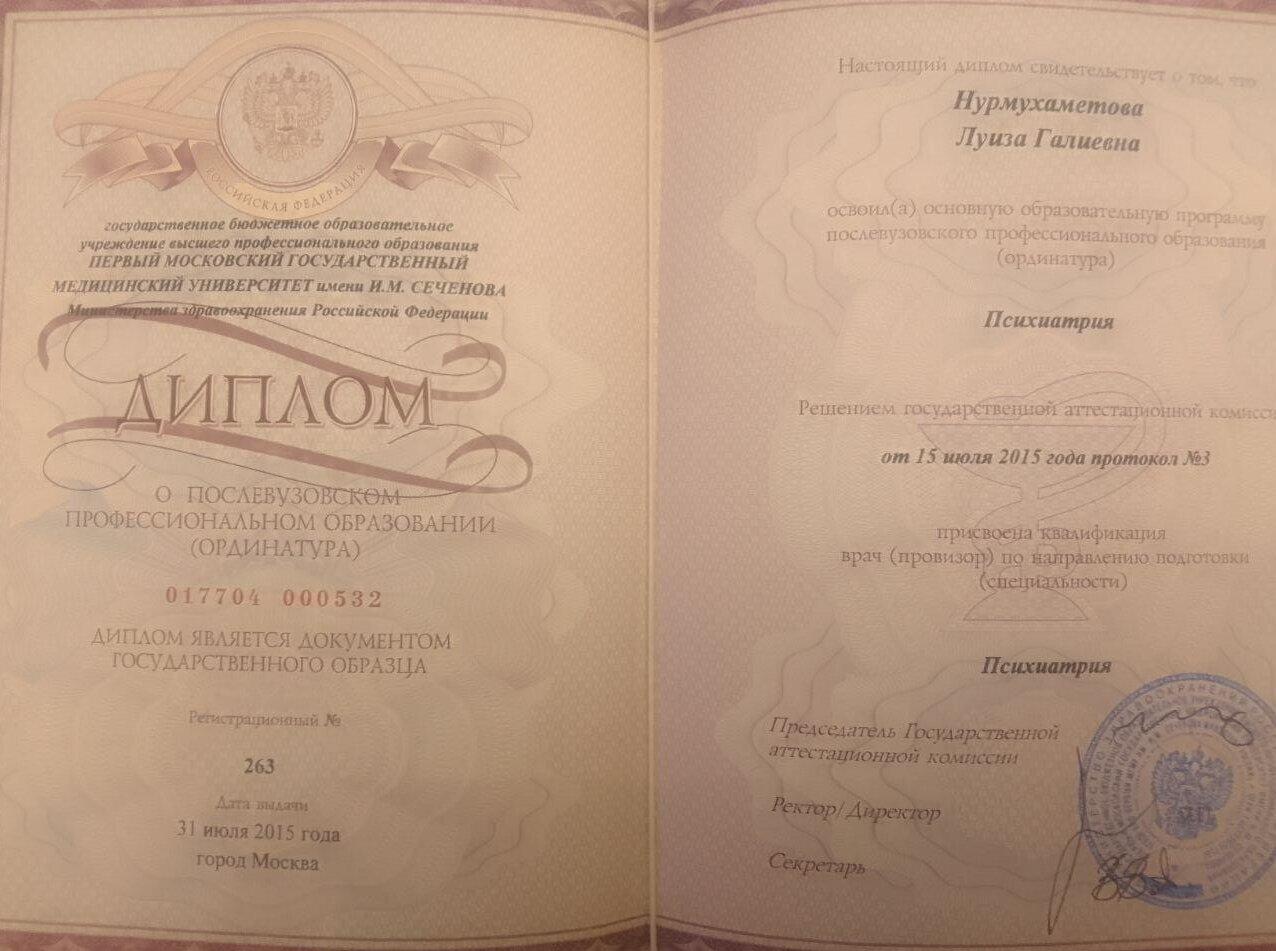 РОССИЙСКАЯ ФЕДЕРАЦИЯ
государственное бюджетное образовательное
учреждение высшего профессионального образования
ПЕРВЫЙ МОСКОВСКИЙ ГОСУДАРСТВЕННЫЙ
МЕДИЦИНСКИЙ УНИВЕРСИТЕТ имени И.М. СЕЧЕНОВА
Министерства здравоохранения Российской Федерации
ДИПЛОМ
О ПОСЛЕВУЗОВСКОМ
ПРОФЕССИОНАЛЬНОМ ОБРАЗОВАНИИ
(ОРДИНАТУРА)
017704 000532
ДИПЛОМ ЯВЛЯЕТСЯ ДОКУМЕНТОМ
ГОСУДАРСТВЕННОГО ОБРАЗЦА
Регистрационный №
263
Дата выдачи
31 июля 2015 года
город Москва
Настоящий диплом свидетельствует о том, что
Нурмухаметова
Луиза Галиевна
освоил(а) основную образовательную программу
послевузовского профессионального образования
(ординатура)
Психиатрия
Решением государственной аттестационной комисси
от 15 июля 2015 года протокол №3
присвоена квалификация
врач (провизор) по направлению подготовки
(специальности)
Психиатрия
Председатель Государственной
аттестационной комиссии
Ректор/Директор
Секретарь
МП